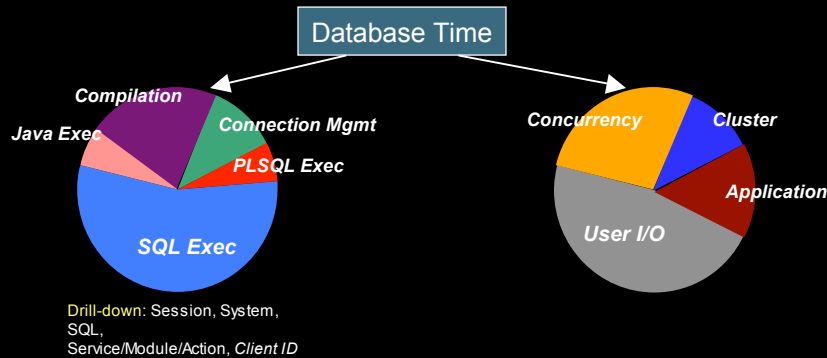 Database Time
Compilation
Java Exec
Connection Mgmt
PLSQL Exec
SQL Exec
Concurrency
Cluster
Application
User I/O
Drill-down: Session, System,
SQL,
Service/Module/Action, Client ID